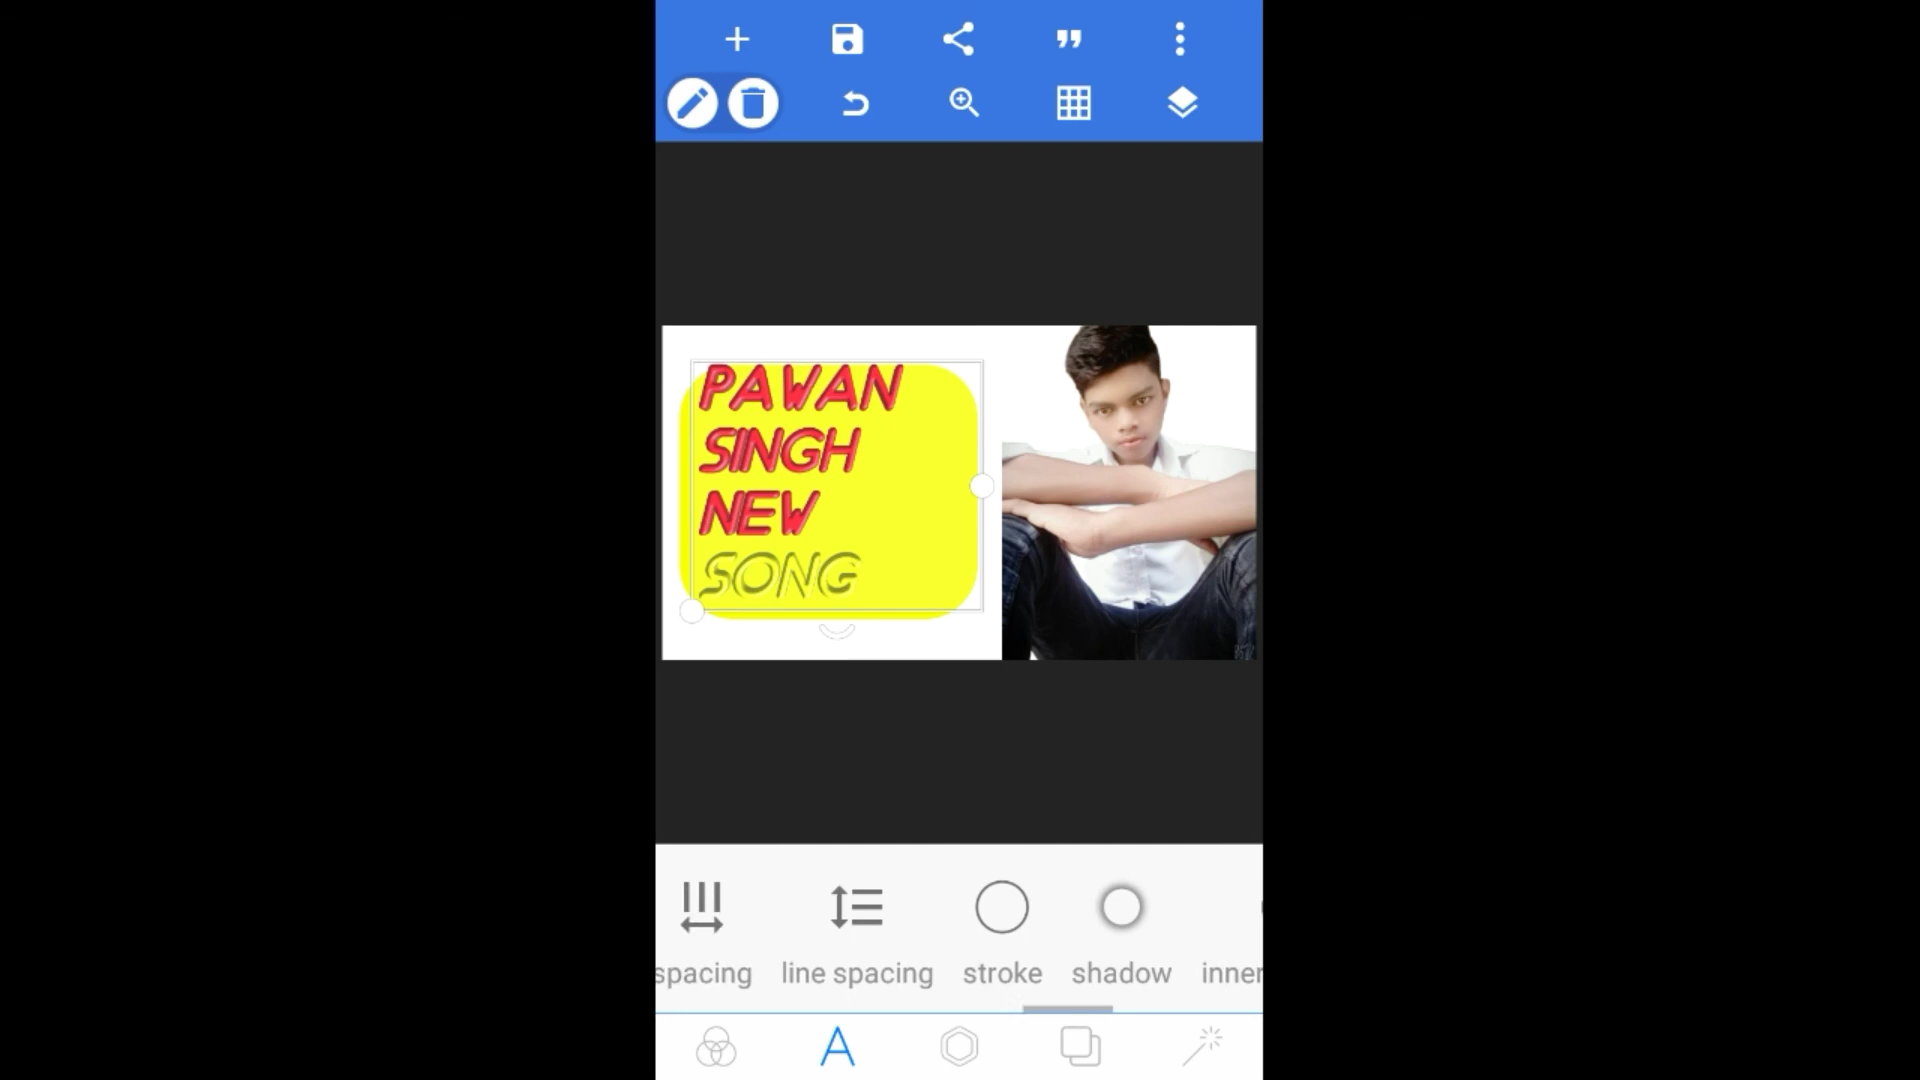 PAWAN
SINGH
NEW
SONG
spacing
line spacing
stroke
shadow
inner